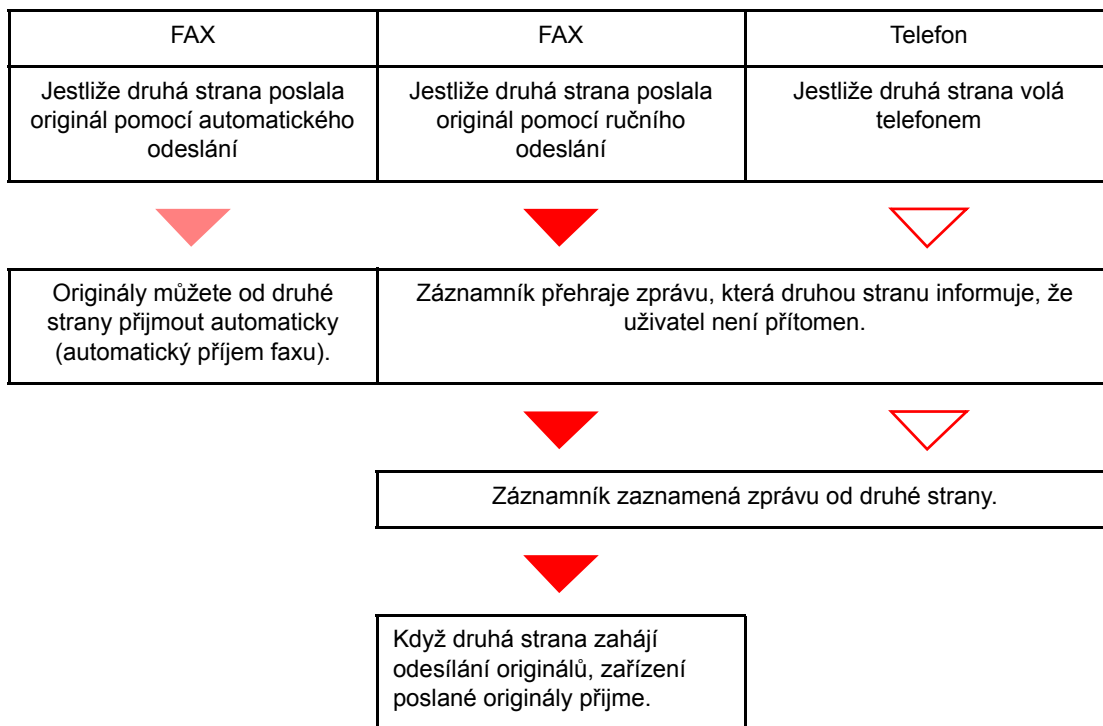 FAX
FAX
Telefon
Jestliže druhá strana poslala
originál pomocí automatického
odeslání
Jestliže druhá strana poslala
originál pomocí ručního
odeslání
Jestliže druhá strana volá
telefonem
Originály můžete od druhé
strany přijmout automaticky
(automatický příjem faxu).
Záznamník přehraje zprávu, která druhou stranu informuje, že
uživatel není přítomen.
Záznamník zaznamená zprávu od druhé strany.
Když druhá strana zahájí
odesílání originálů, zařízení
poslané originály přijme.